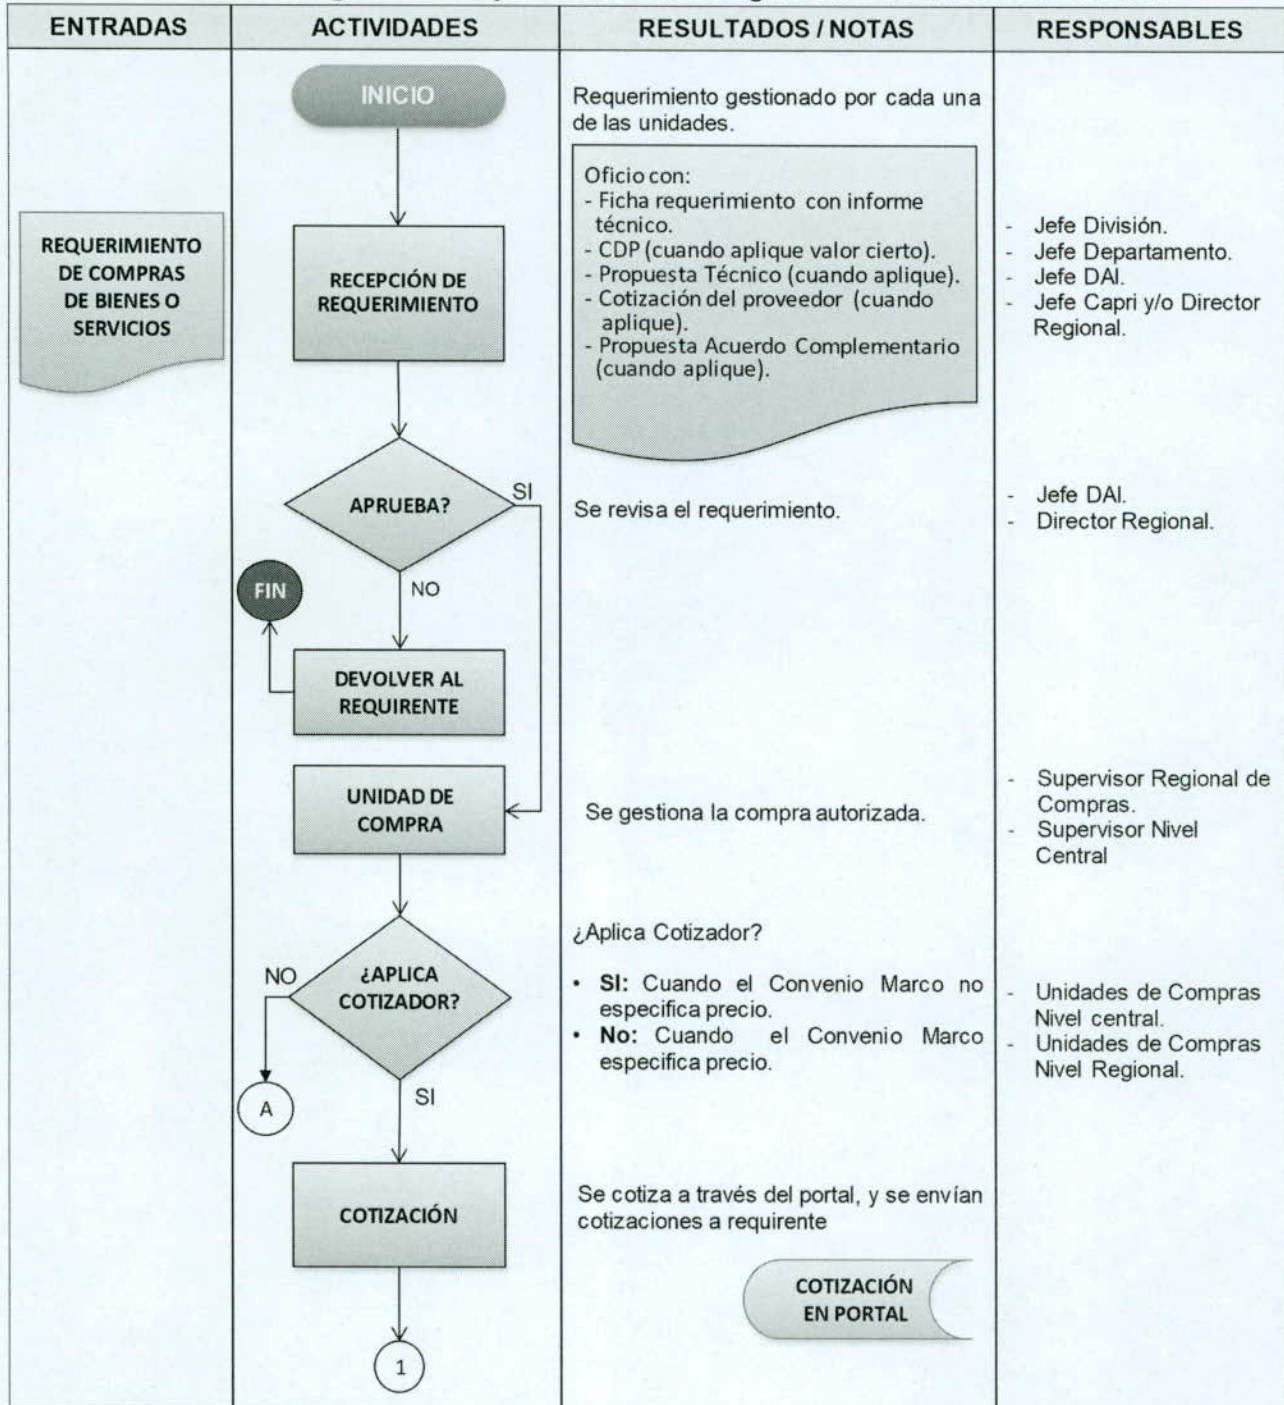 ENTRADAS
ACTIVIDADES
RESULTADOS / NOTAS
RESPONSABLES
INICIO
Requerimiento gestionado por cada una
de las unidades.
REQUERIMIENTO
DE COMPRAS
DE BIENES O
SERVICIOS
RECEPCIÓN DE
REQUERIMIENTO
Oficio con:
- Ficha requerimiento con informe
técnico.
- CDP (cuando aplique valor cierto).
- Propuesta Técnico (cuando aplique).
- Cotización del proveedor (cuando
aplique).
- Propuesta Acuerdo Complementario
(cuando aplique).
- Jefe División.
- Jefe Departamento.
- Jefe DAI.
- Jefe Capri y/o Director
Regional.
APRUEBA?
SI
NO
Se revisa el requerimiento.
- Jefe DAI.
- Director Regional.
FIN
DEVOLVER AL
REQUIRENTE
UNIDAD DE
COMPRA
Se gestiona la compra autorizada.
- Supervisor Regional de
Compras.
- Supervisor Nivel
Central
¿APLICA
COTIZADOR?
NO
SI
A
¿Aplica Cotizador?
• SI: Cuando el Convenio Marco no
especifica precio.
• No: Cuando el Convenio Marco
especifica precio.
- Unidades de Compras
Nivel central.
- Unidades de Compras
Nivel Regional.
COTIZACIÓN
Se cotiza a través del portal, y se envían
cotizaciones a requirente
COTIZACIÓN
EN PORTAL
1